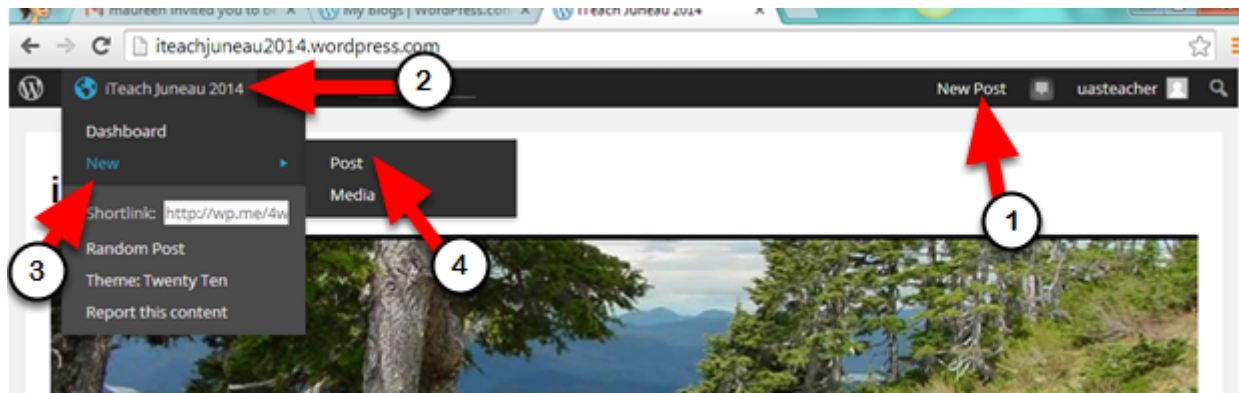 maureen invited you to
My Blogs | WordPress.com
iTeach Juneau 2014
iteachjuneau2014.wordpress.com
iTeach Juneau 2014
2
New Post
uasteacher
Dashboard
New
Post
Shortlink:
http://wp.me/4w
Media
1
3
Random Post
4
Theme: Twenty Ten
Report this content